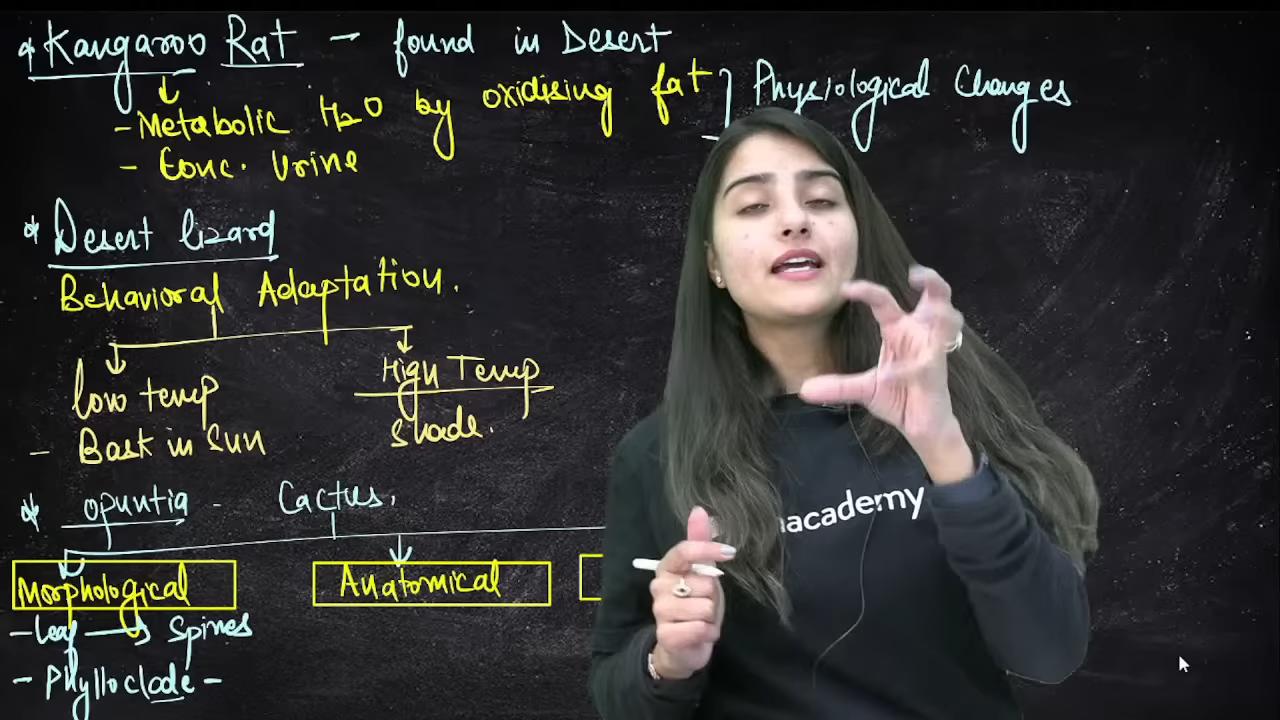 * Kangaroo Rat - found in Desert
- Metabolic H2O by oxidising fat ] Physiological Changes
- Conc. Urine
* Desert lizard
Behavioral Adaptation.
low temp
High Temp
- Bask in Sun
shade.
* opuntia - Cactus.
Morphological
Anatomical
- Leaf → Spines
- Phylloclade -
nacademy